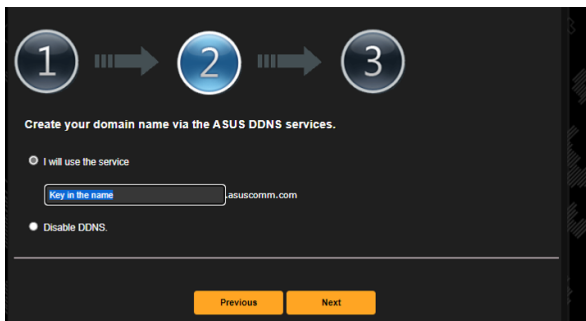 1 2 3
Create your domain name via the ASUS DDNS services.
I will use the service
Key in the name .asuscomm.com
Disable DDNS.
Previous Next